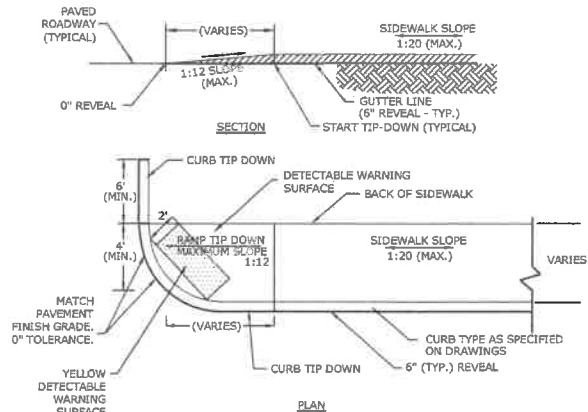 PAVED
ROADWAY
(TYPICAL)
(VARIES)
SIDEWALK SLOPE
1:20 (MAX.)
1:12 SLOPE
(MAX.)
0" REVEAL
GUTTER LINE
(6" REVEAL - TYP.)
START TIP-DOWN (TYPICAL)
SECTION
CURB TIP DOWN
6'
(MIN.)
DETECTABLE WARNING
SURFACE
BACK OF SIDEWALK
2'
4'
(MIN.)
RAMP TIP DOWN
MAXIMUM SLOPE
1:12
SIDEWALK SLOPE
1:20 (MAX.)
VARIES
MATCH
PAVEMENT
FINISH GRADE.
0" TOLERANCE.
(VARIES)
CURB TYPE AS SPECIFIED
ON DRAWINGS
CURB TIP DOWN
6" (TYP.) REVEAL
YELLOW
DETECTABLE
WARNING
SURFACE
PLAN